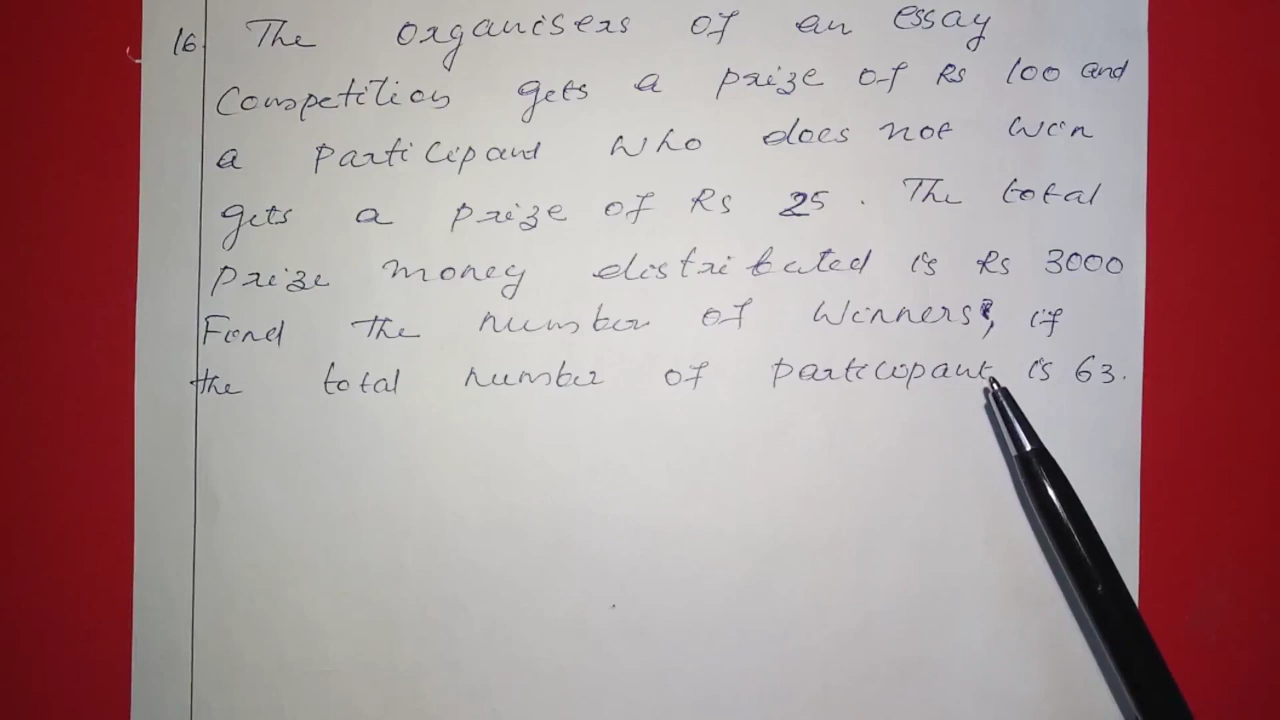 16. The organisers of an essay
Competition gets a prize of Rs 100 and
a participant who does not win
gets a prize of Rs 25. The total
prize money distributed is Rs 3000
Find the number of winners, if
the total number of participant is 63.